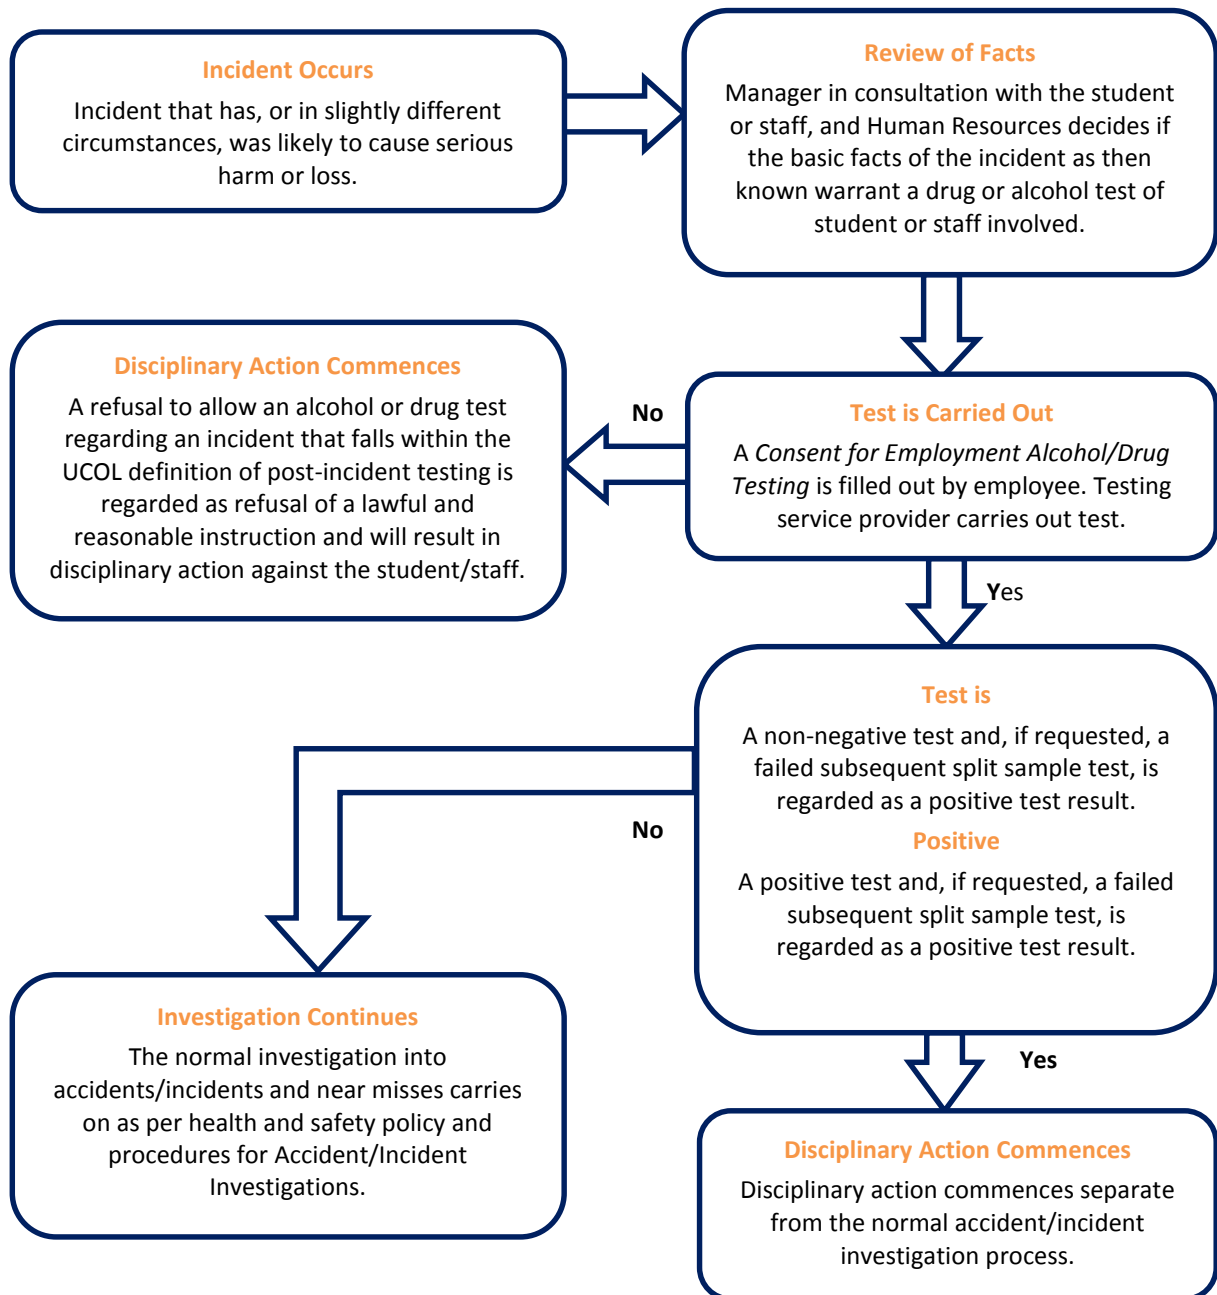 Incident Occurs
Incident that has, or in slightly different
circumstances, was likely to cause serious
harm or loss.
Review of Facts
Manager in consultation with the student
or staff, and Human Resources decides if
the basic facts of the incident as then
known warrant a drug or alcohol test of
student or staff involved.
Disciplinary Action Commences
A refusal to allow an alcohol or drug test
regarding an incident that falls within the
UCOL definition of post-incident testing is
regarded as refusal of a lawful and
reasonable instruction and will result in
disciplinary action against the student/staff.
No
Test is Carried Out
A Consent for Employment Alcohol/Drug
Testing is filled out by employee. Testing
service provider carries out test.
Yes
Test is
A non-negative test and, if requested, a
failed subsequent split sample test, is
regarded as a positive test result.
Positive
A positive test and, if requested, a failed
subsequent split sample test, is
regarded as a positive test result.
No
Investigation Continues
The normal investigation into
accidents/incidents and near misses carries
on as per health and safety policy and
procedures for Accident/Incident
Investigations.
Yes
Disciplinary Action Commences
Disciplinary action commences separate
from the normal accident/incident
investigation process.